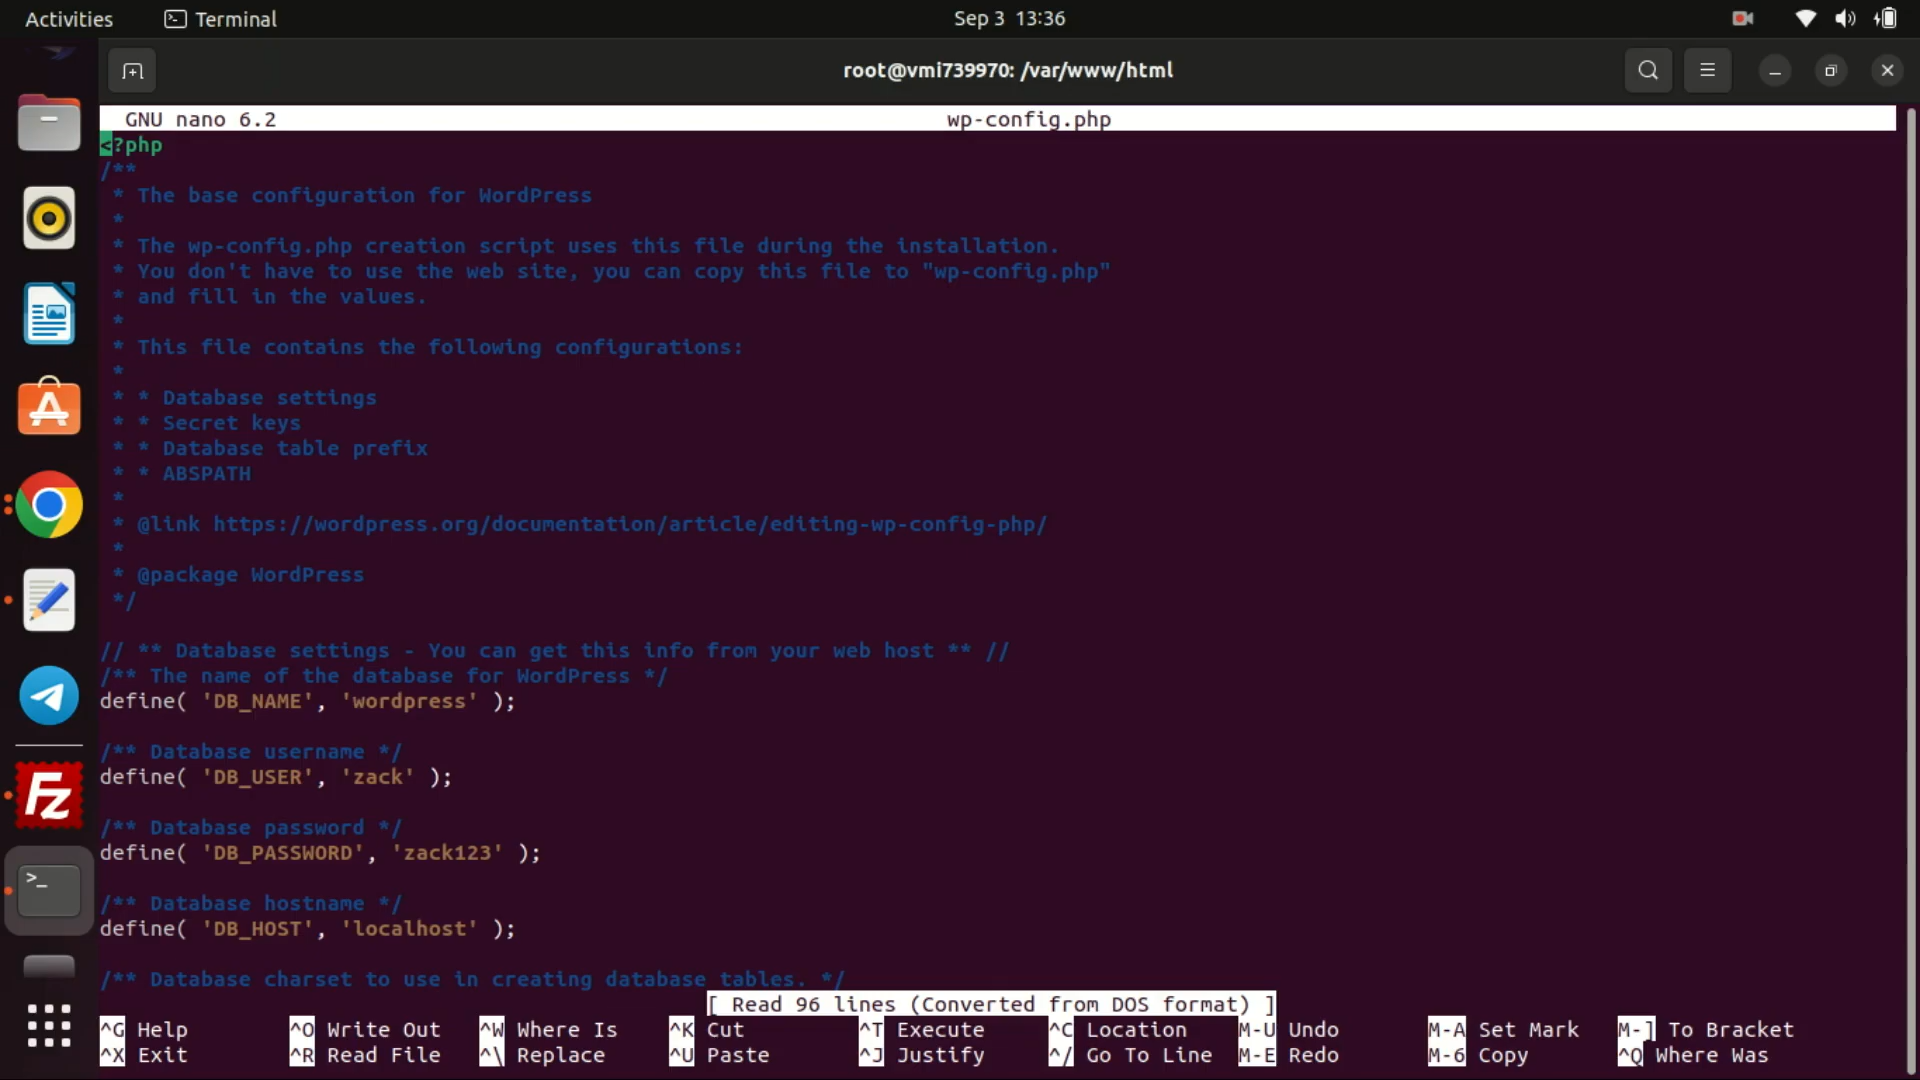 Activities Terminal Sep 3 13:36
root@vmi739970: /var/www/html
GNU nano 6.2 wp-config.php
<?php
/**
 * The base configuration for WordPress
 *
 * The wp-config.php creation script uses this file during the installation.
 * You don't have to use the web site, you can copy this file to "wp-config.php"
 * and fill in the values.
 *
 * This file contains the following configurations:
 *
 * * Database settings
 * * Secret keys
 * * Database table prefix
 * * ABSPATH
 *
 * @link https://wordpress.org/documentation/article/editing-wp-config-php/
 *
 * @package WordPress
 */

// ** Database settings - You can get this info from your web host ** //
/** The name of the database for WordPress */
define( 'DB_NAME', 'wordpress' );

/** Database username */
define( 'DB_USER', 'zack' );

/** Database password */
define( 'DB_PASSWORD', 'zack123' );

/** Database hostname */
define( 'DB_HOST', 'localhost' );

/** Database charset to use in creating database tables. */
[ Read 96 lines (Converted from DOS format) ]
^G Help ^O Write Out ^W Where Is ^K Cut ^T Execute ^C Location M-U Undo M-A Set Mark M-] To Bracket
^X Exit ^R Read File ^\ Replace ^U Paste ^J Justify ^/ Go To Line M-E Redo M-6 Copy ^Q Where Was